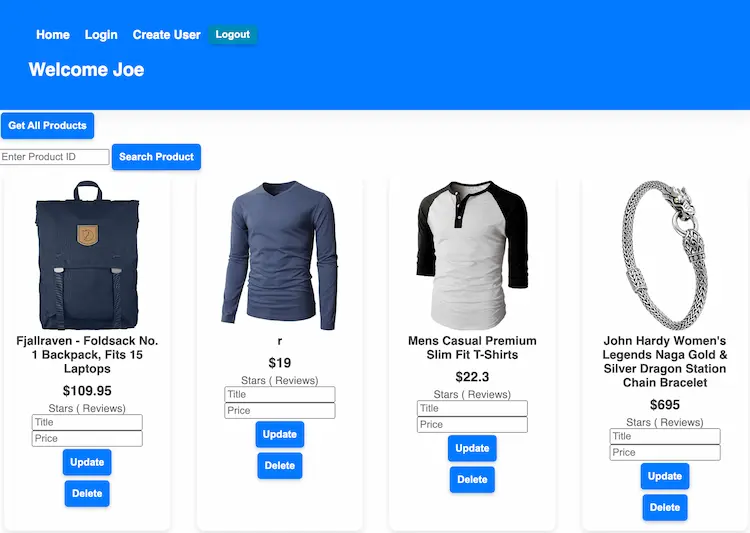 Home Login Create User Logout
Welcome Joe
Get All Products
Enter Product ID Search Product
Fjallraven - Foldsack No.
1 Backpack, Fits 15
Laptops
$109.95
Stars ( Reviews)
Title
Price
Update
Delete
r
$19
Stars ( Reviews)
Title
Price
Update
Delete
Mens Casual Premium
Slim Fit T-Shirts
$22.3
Stars ( Reviews)
Title
Price
Update
Delete
John Hardy Women's
Legends Naga Gold &
Silver Dragon Station
Chain Bracelet
$695
Stars ( Reviews)
Title
Price
Update
Delete